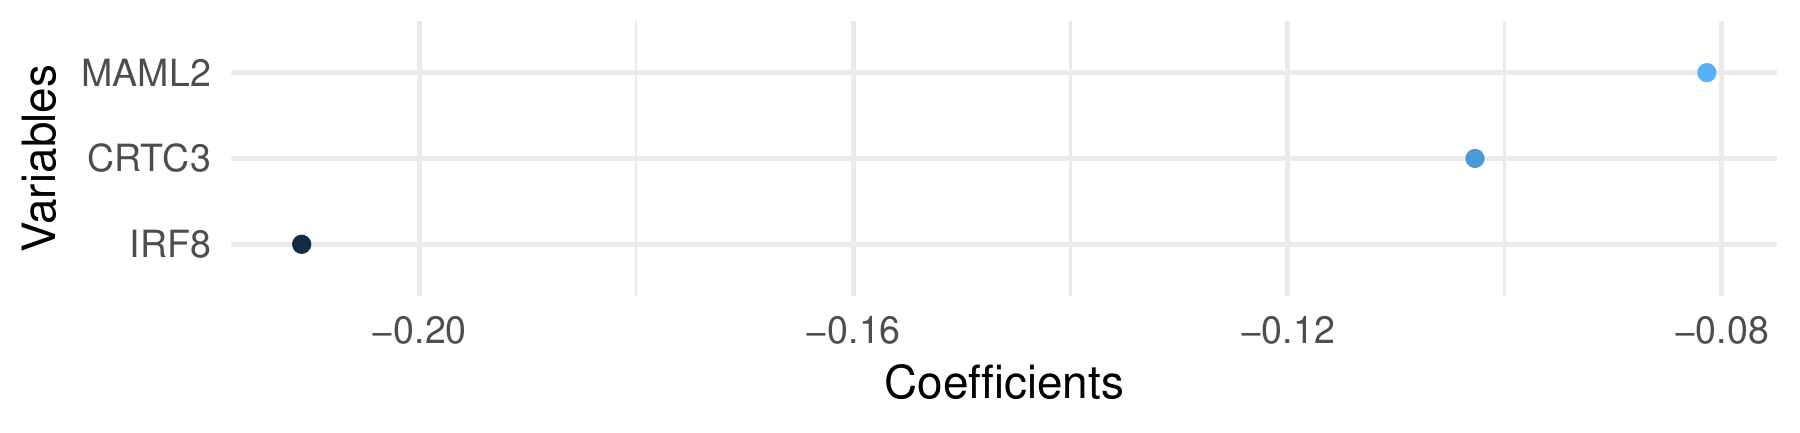 Variables
MAML2
CRTC3
IRF8
−0.20 −0.16 −0.12 −0.08
Coefficients